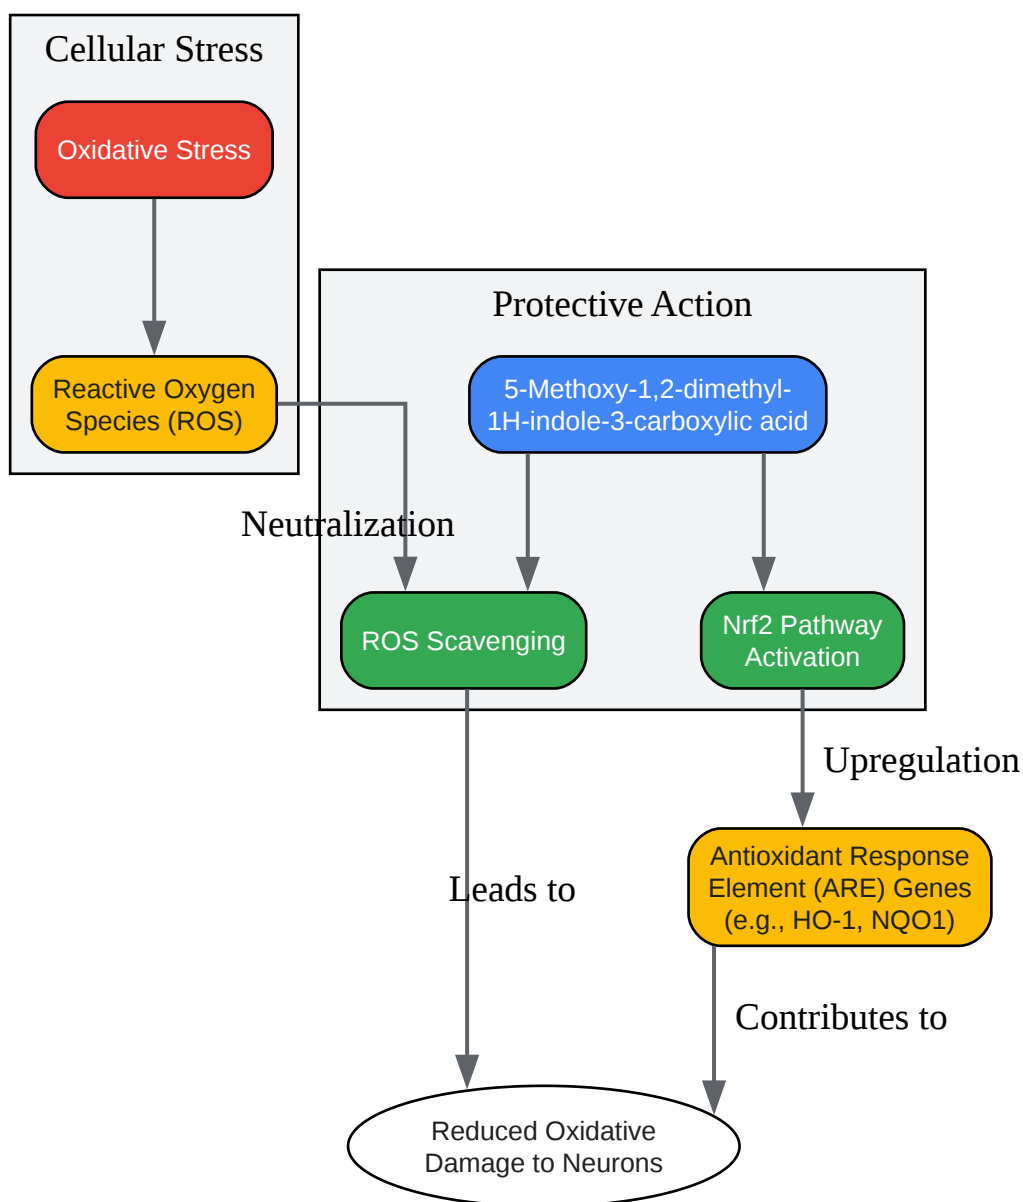 Cellular Stress
Oxidative Stress
Reactive Oxygen
Species (ROS)
Protective Action
5-Methoxy-1,2-dimethyl-
1H-indole-3-carboxylic acid
Neutralization
ROS Scavenging
Nrf2 Pathway
Activation
Upregulation
Antioxidant Response
Element (ARE) Genes
(e.g., HO-1, NQO1)
Leads to
Contributes to
Reduced Oxidative
Damage to Neurons